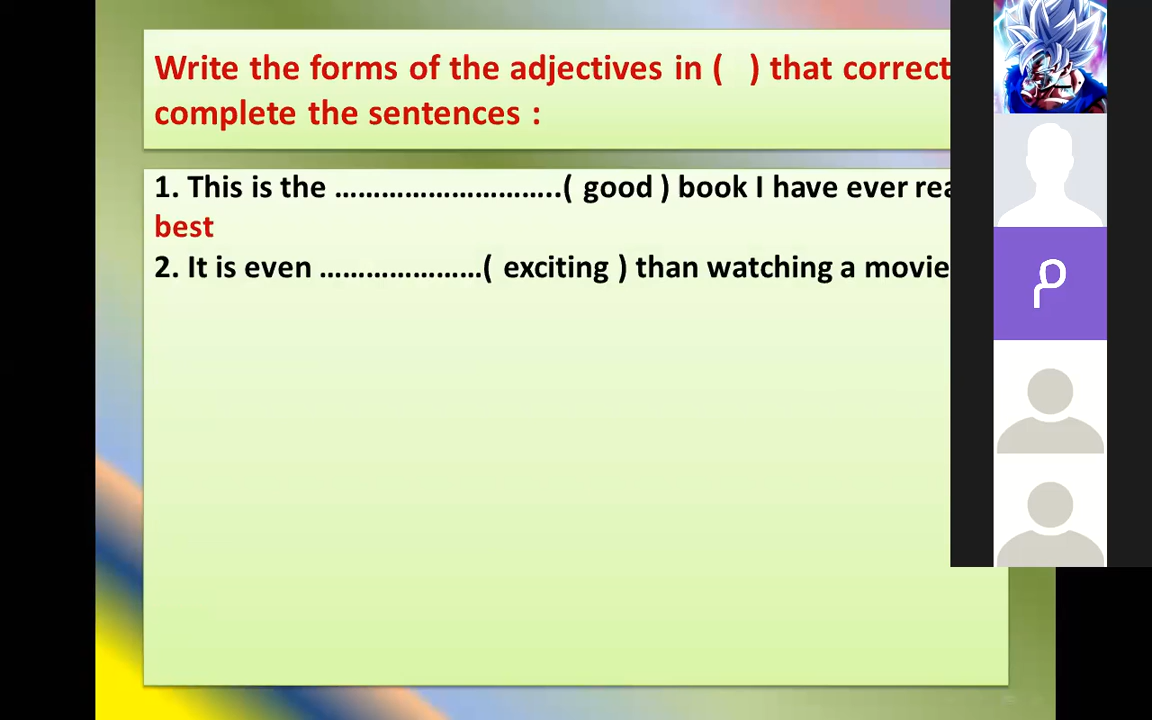 Write the forms of the adjectives in (   ) that correct
complete the sentences :
1. This is the ………………………..( good ) book I have ever rea
best
2. It is even …………………( exciting ) than watching a movie
م